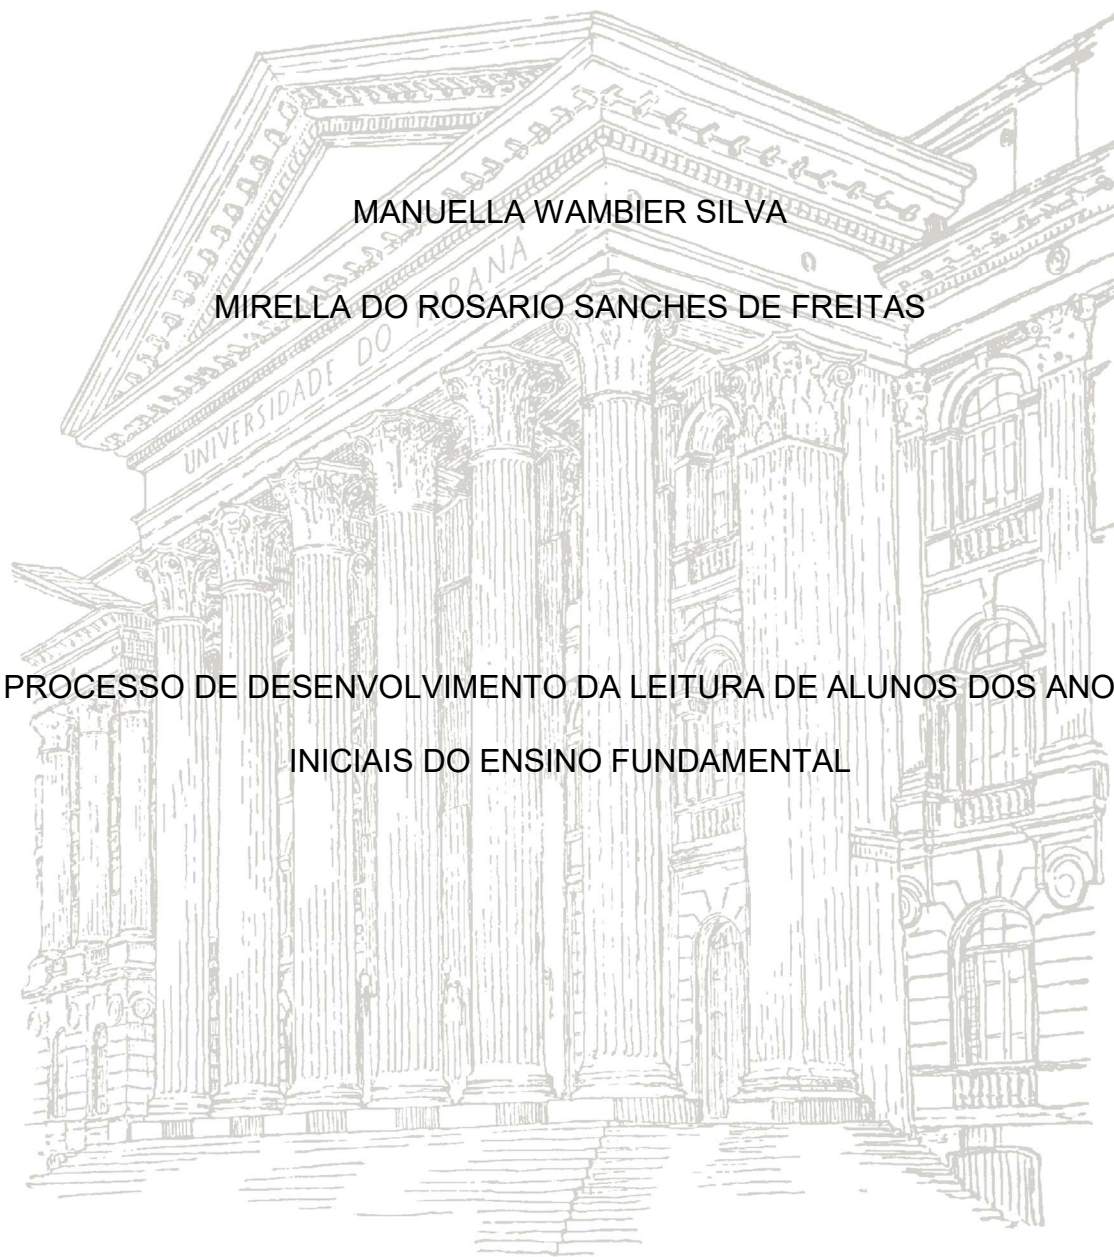 MANUELLA WAMBIER SILVA
MIRELLA DO ROSARIO SANCHES DE FREITAS
UNIVERSIDADE DO PARANA
PROCESSO DE DESENVOLVIMENTO DA LEITURA DE ALUNOS DOS ANO
INICIAIS DO ENSINO FUNDAMENTAL